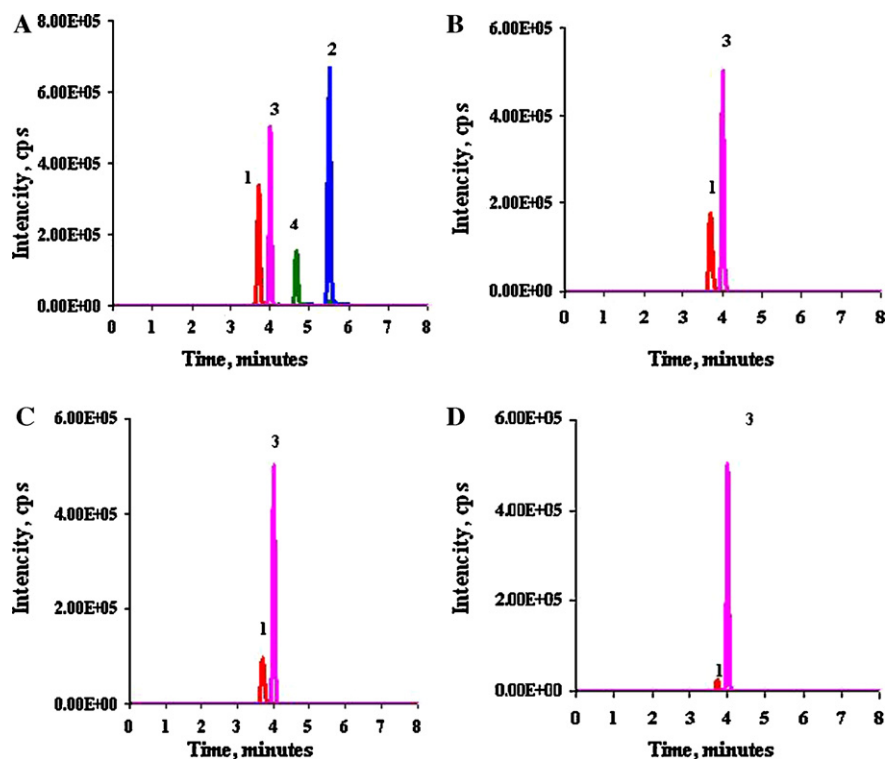 A
8.00E+05
6.00E+05
4.00E+05
2.00E+05
0.00E+00
Intencity, cps
1
3
4
2
0 1 2 3 4 5 6 7 8
Time, minutes
B
6.00E+05
4.00E+05
2.00E+05
0.00E+00
Intencity, cps
1
3
0 1 2 3 4 5 6 7 8
Time, minutes
C
6.00E+05
4.00E+05
2.00E+05
0.00E+00
Intencity, cps
1
3
0 1 2 3 4 5 6 7 8
Time, minutes
D
6.00E+05
4.00E+05
2.00E+05
0.00E+00
Intencity, cps
1
3
0 1 2 3 4 5 6 7 8
Time, minutes